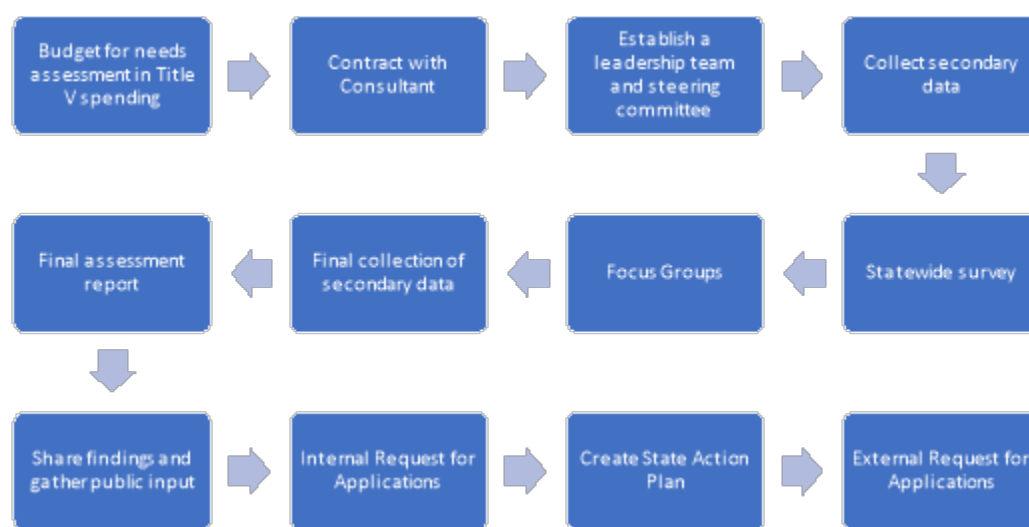 Budget for needs
assessment in Title
V spending
Contract with
Consultant
Establish a
leadership team
and steering
committee
Collect secondary
data
Statewide survey
Focus Groups
Final collection of
secondary data
Final assessment
report
Share findings and
gather public input
Internal Request for
Applications
Create State Action
Plan
External Request for
Applications